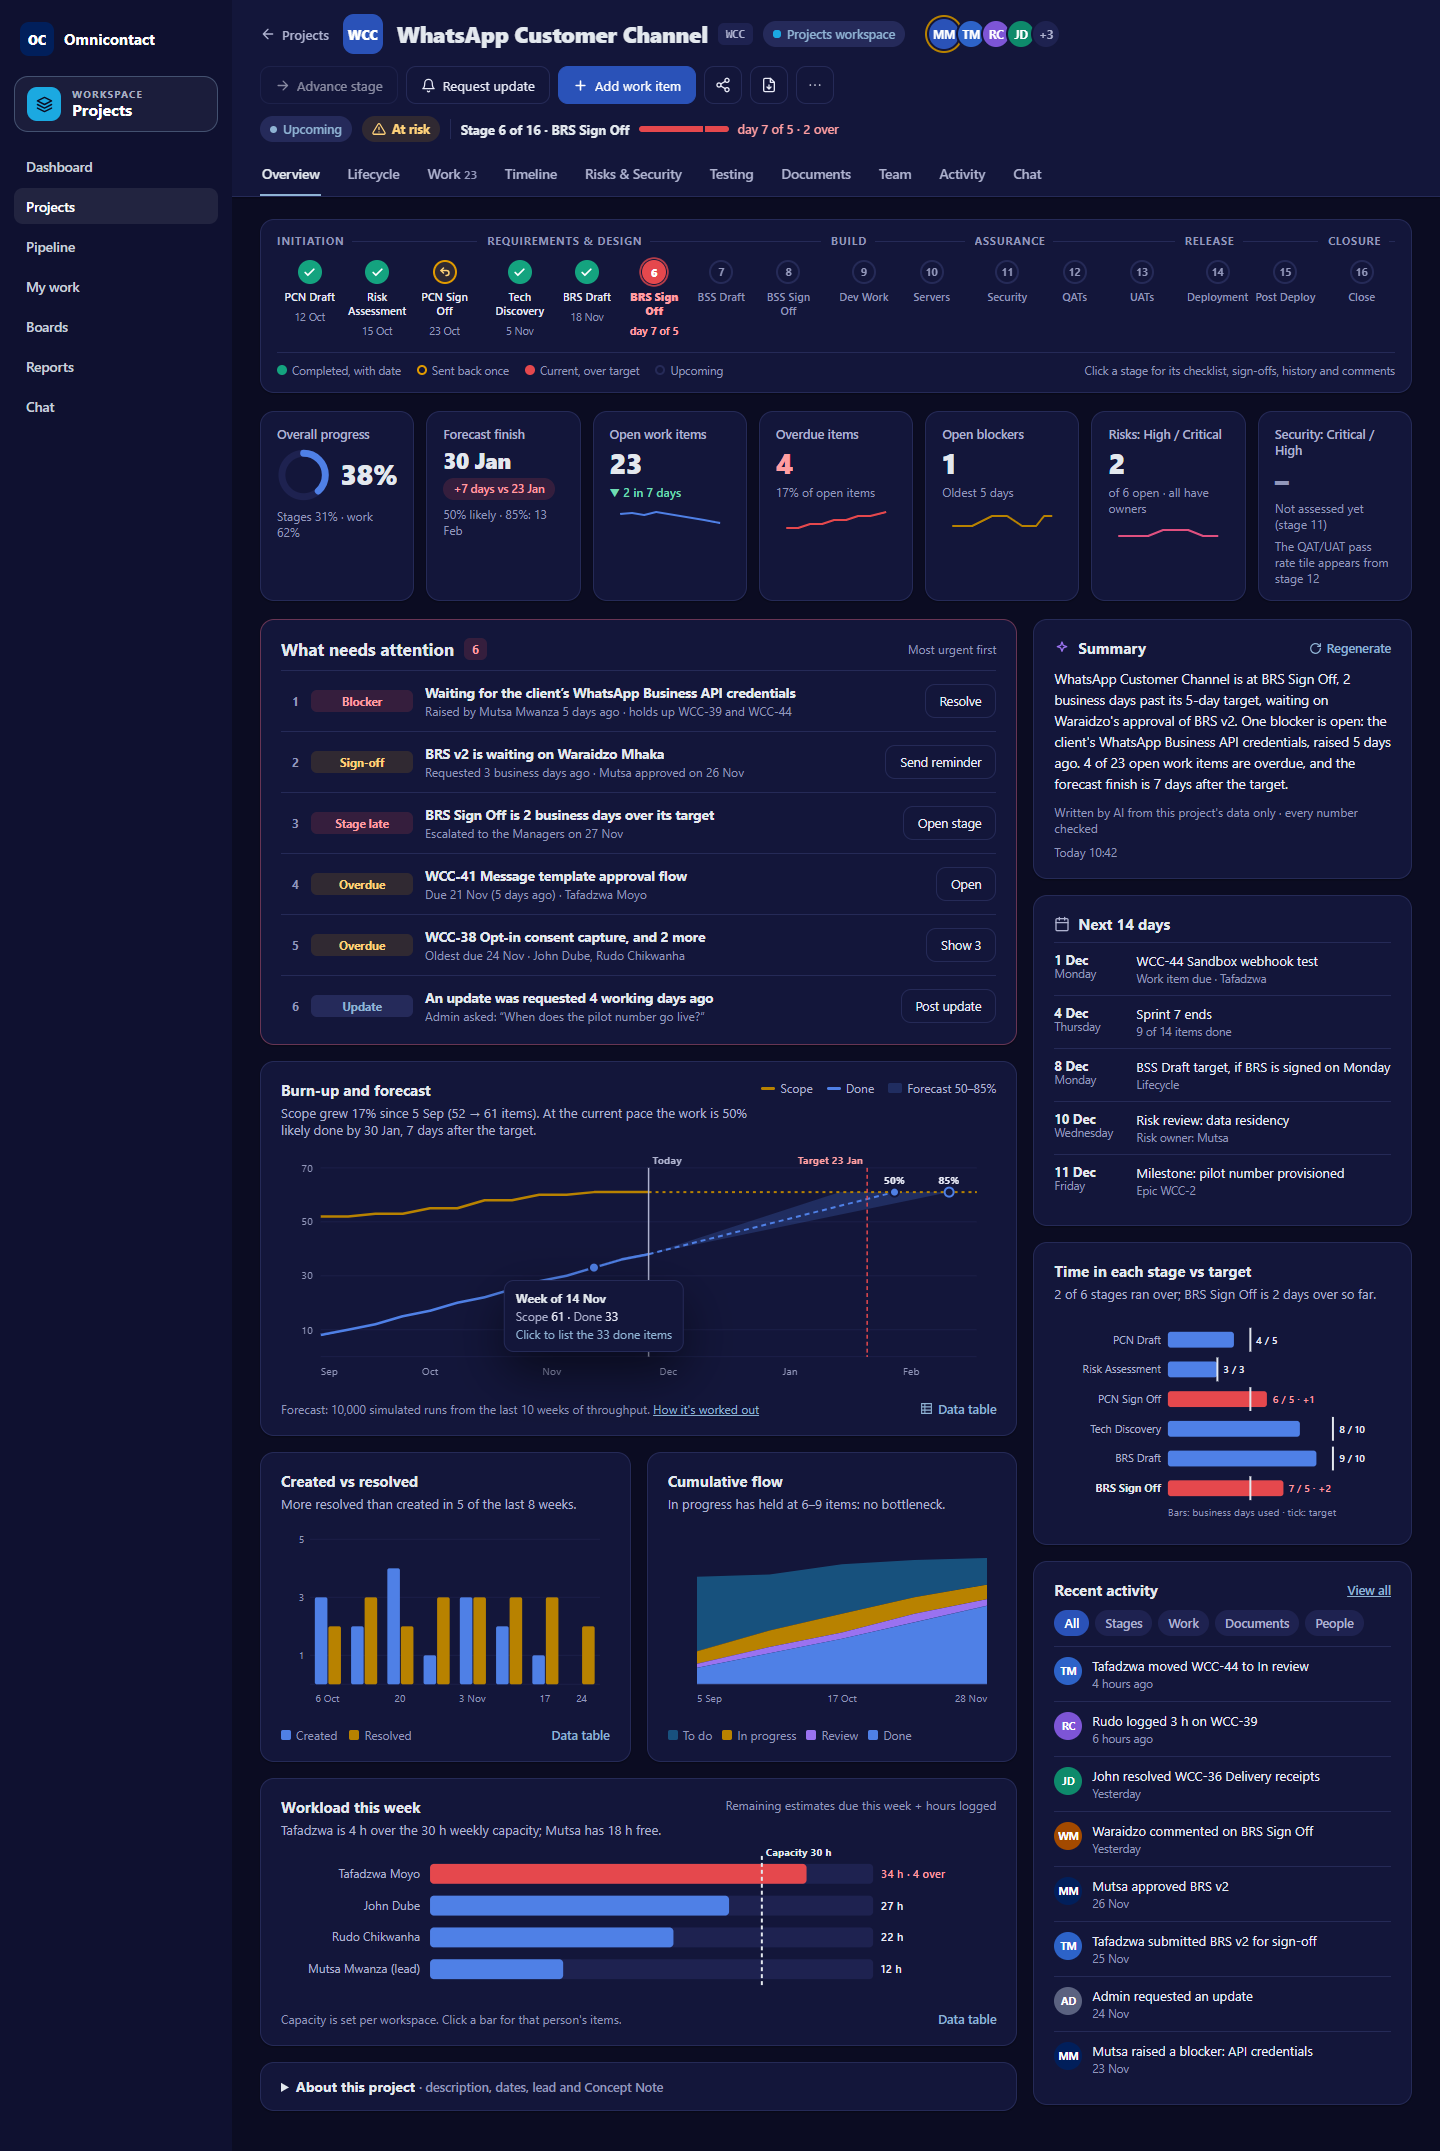 OC Omnicontact
WORKSPACE
Projects
Dashboard
Projects
Pipeline
My work
Boards
Reports
Chat
Projects WCC WhatsApp Customer Channel WCC Projects workspace MM TM RC JD +3
Advance stage Request update Add work item ···
Upcoming At risk Stage 6 of 16 · BRS Sign Off day 7 of 5 · 2 over
Overview Lifecycle Work 23 Timeline Risks & Security Testing Documents Team Activity Chat
INITIATION REQUIREMENTS & DESIGN BUILD ASSURANCE RELEASE CLOSURE
6 7 8 9 10 11 12 13 14 15 16
PCN Draft
12 Oct
Risk Assessment
15 Oct
PCN Sign Off
23 Oct
Tech Discovery
5 Nov
BRS Draft
18 Nov
BRS Sign Off
day 7 of 5
BSS Draft
BSS Sign Off
Dev Work
Servers
Security
QATs
UATs
Deployment
Post Deploy
Close
Completed, with date Sent back once Current, over target Upcoming Click a stage for its checklist, sign-offs, history and comments
Overall progress
38%
Stages 31% · work
62%
Forecast finish
30 Jan
+7 days vs 23 Jan
50% likely · 85%: 13
Feb
Open work items
23
▼ 2 in 7 days
Overdue items
4
17% of open items
Open blockers
1
Oldest 5 days
Risks: High / Critical
2
of 6 open · all have
owners
Security: Critical /
High
–
Not assessed yet
(stage 11)
The QAT/UAT pass
rate tile appears from
stage 12
What needs attention 6 Most urgent first
1 Blocker Waiting for the client’s WhatsApp Business API credentials Resolve
Raised by Mutsa Mwanza 5 days ago · holds up WCC-39 and WCC-44
2 Sign-off BRS v2 is waiting on Waraidzo Mhaka Send reminder
Requested 3 business days ago · Mutsa approved on 26 Nov
3 Stage late BRS Sign Off is 2 business days over its target Open stage
Escalated to the Managers on 27 Nov
4 Overdue WCC-41 Message template approval flow Open
Due 21 Nov (5 days ago) · Tafadzwa Moyo
5 Overdue WCC-38 Opt-in consent capture, and 2 more Show 3
Oldest due 24 Nov · John Dube, Rudo Chikwanha
6 Update An update was requested 4 working days ago Post update
Admin asked: “When does the pilot number go live?”
Summary Regenerate
WhatsApp Customer Channel is at BRS Sign Off, 2
business days past its 5-day target, waiting on
Waraidzo's approval of BRS v2. One blocker is open: the
client's WhatsApp Business API credentials, raised 5 days
ago. 4 of 23 open work items are overdue, and the
forecast finish is 7 days after the target.
Written by AI from this project's data only · every number
checked
Today 10:42
Next 14 days
1 Dec WCC-44 Sandbox webhook test
Monday Work item due · Tafadzwa
4 Dec Sprint 7 ends
Thursday 9 of 14 items done
8 Dec BSS Draft target, if BRS is signed on Monday
Monday Lifecycle
10 Dec Risk review: data residency
Wednesday Risk owner: Mutsa
11 Dec Milestone: pilot number provisioned
Friday Epic WCC-2
Burn-up and forecast Scope Done Forecast 50–85%
Scope grew 17% since 5 Sep (52 → 61 items). At the current pace the work is 50%
likely done by 30 Jan, 7 days after the target.
Today Target 23 Jan
70
50% 85%
50
30
10
Week of 14 Nov
Scope 61 · Done 33
Click to list the 33 done items
Sep Oct Nov Dec Jan Feb
Forecast: 10,000 simulated runs from the last 10 weeks of throughput. How it's worked out Data table
Time in each stage vs target
2 of 6 stages ran over; BRS Sign Off is 2 days over so far.
PCN Draft 4 / 5
Risk Assessment 3 / 3
PCN Sign Off 6 / 5 · +1
Tech Discovery 8 / 10
BRS Draft 9 / 10
BRS Sign Off 7 / 5 · +2
Bars: business days used · tick: target
Created vs resolved
More resolved than created in 5 of the last 8 weeks.
5
3
1
6 Oct 20 3 Nov 17 24
Created Resolved Data table
Cumulative flow
In progress has held at 6–9 items: no bottleneck.
5 Sep 17 Oct 28 Nov
To do In progress Review Done
Recent activity View all
All Stages Work Documents People
TM Tafadzwa moved WCC-44 to In review
4 hours ago
RC Rudo logged 3 h on WCC-39
6 hours ago
JD John resolved WCC-36 Delivery receipts
Yesterday
WM Waraidzo commented on BRS Sign Off
Yesterday
MM Mutsa approved BRS v2
26 Nov
TM Tafadzwa submitted BRS v2 for sign-off
25 Nov
AD Admin requested an update
24 Nov
MM Mutsa raised a blocker: API credentials
23 Nov
Workload this week Remaining estimates due this week + hours logged
Tafadzwa is 4 h over the 30 h weekly capacity; Mutsa has 18 h free.
Capacity 30 h
Tafadzwa Moyo 34 h · 4 over
John Dube 27 h
Rudo Chikwanha 22 h
Mutsa Mwanza (lead) 12 h
Capacity is set per workspace. Click a bar for that person's items. Data table
▶ About this project · description, dates, lead and Concept Note